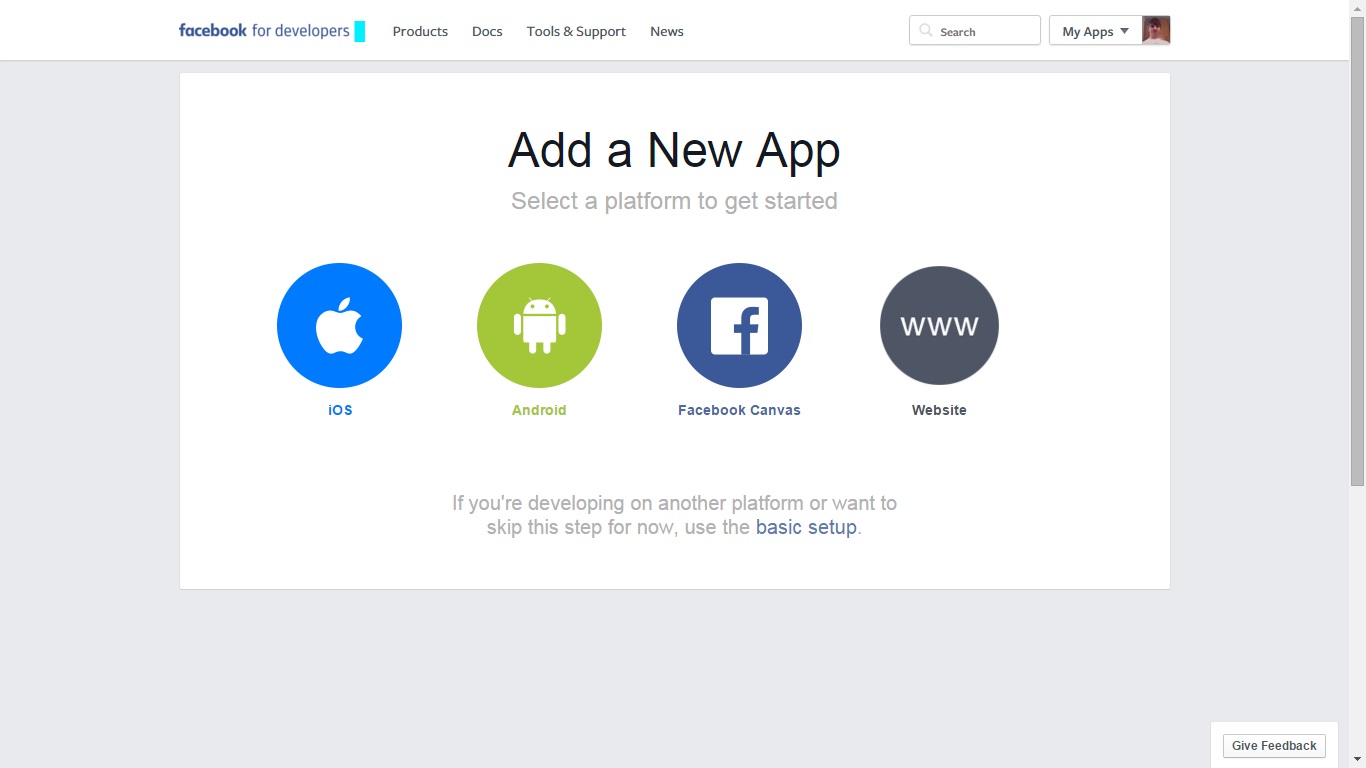 facebook for developers Products Docs Tools & Support News Search My Apps
Add a New App
Select a platform to get started
www
iOS Android Facebook Canvas Website
If you're developing on another platform or want to
skip this step for now, use the basic setup.
Give Feedback